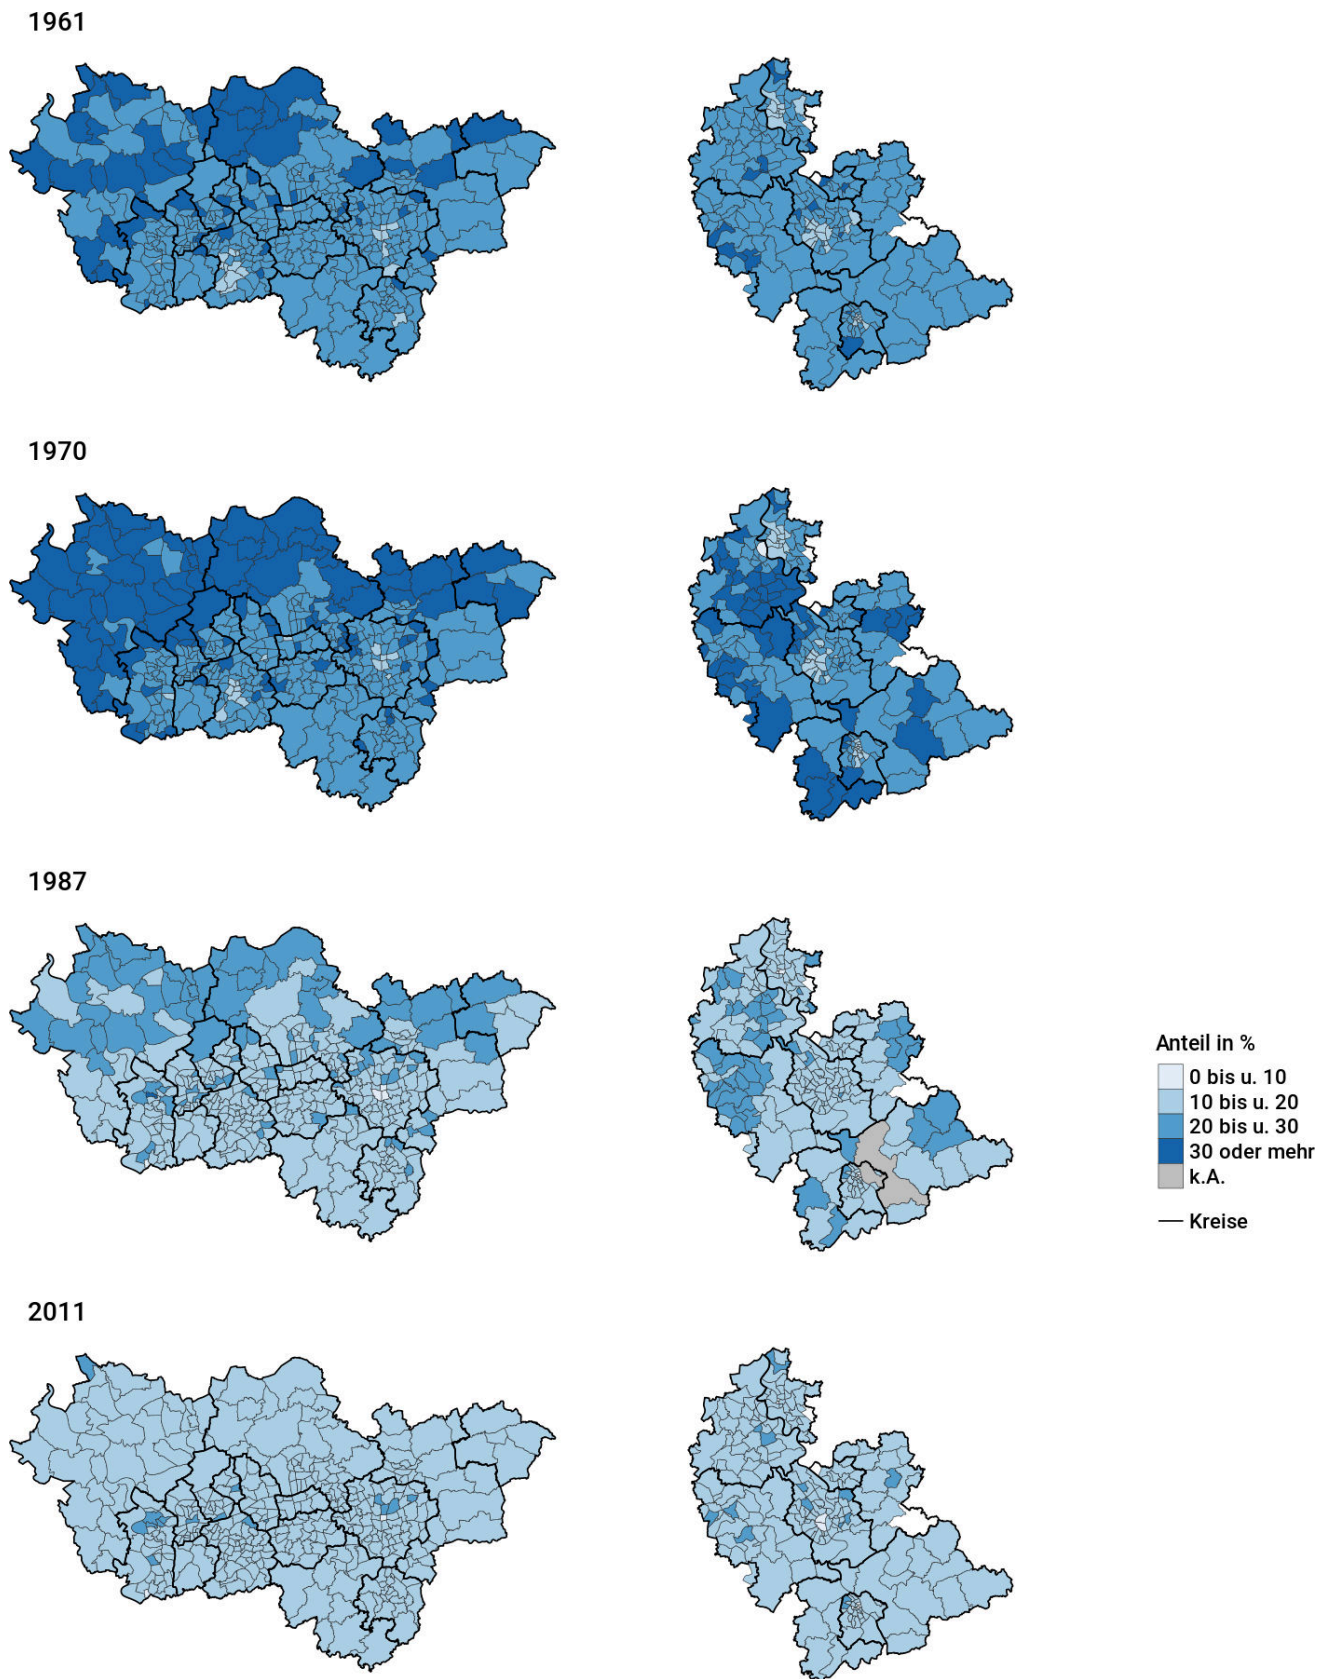 1961
1970
1987
Anteil in %
0 bis u. 10
10 bis u. 20
20 bis u. 30
30 oder mehr
k.A.
Kreise
2011